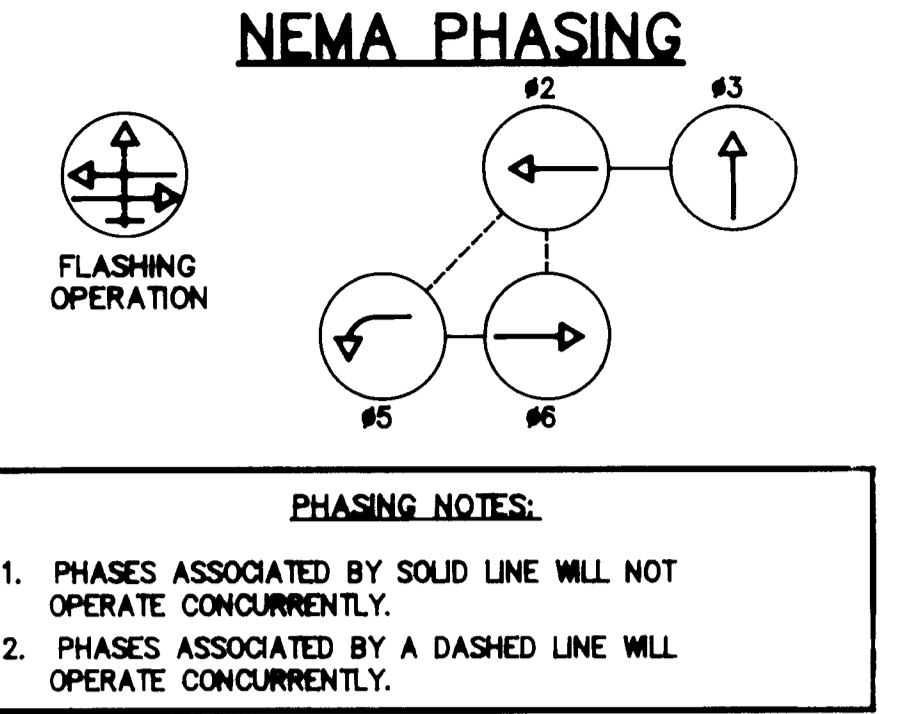 NEMA PHASING
ø2
ø3
FLASHING
OPERATION
ø5
ø6
PHASING NOTES:
1. PHASES ASSOCIATED BY SOLID LINE WILL NOT
OPERATE CONCURRENTLY.
2. PHASES ASSOCIATED BY A DASHED LINE WILL
OPERATE CONCURRENTLY.